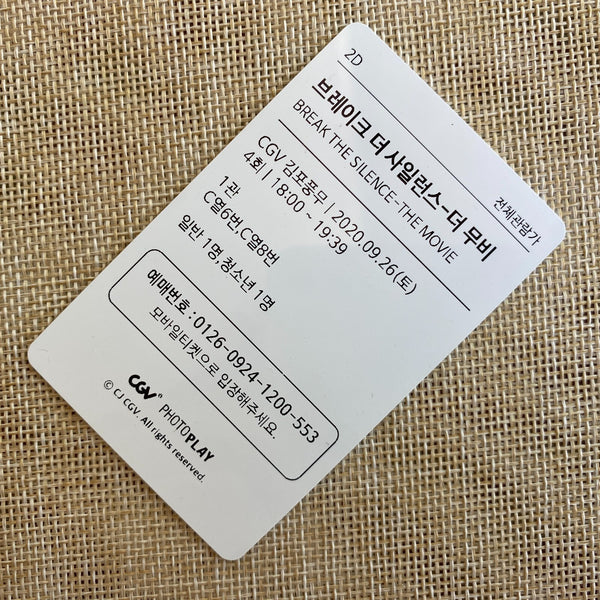 2D 전체관람가
브레이크 더 사일런스-더 무비
BREAK THE SILENCE-THE MOVIE
CGV 김포풍무 | 2020.09.26(토)
4회 | 18:00 ~ 19:39
1관
C열6번,C열8번
일반 1명,청소년 1명
예매번호 : 0126-0924-1200-553
모바일티켓으로 입장해주세요.
CGV PHOTOPLAY
© CJ CGV. All rights reserved.